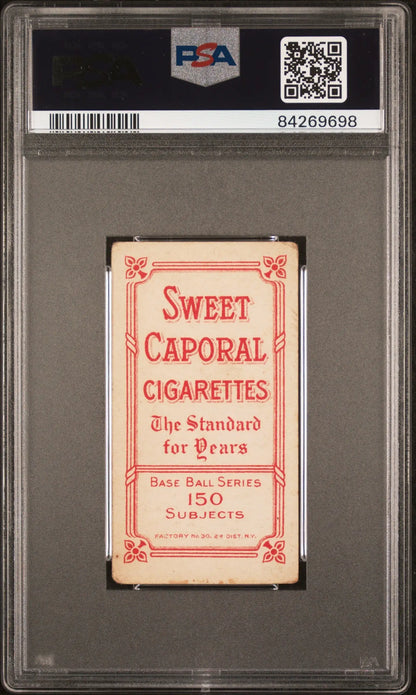 PSA
84269698
SWEET
CAPORAL
CIGARETTES
The Standard
for Years
BASE BALL SERIES
150
SUBJECTS
FACTORY No 30, 2d DIST. N.Y.